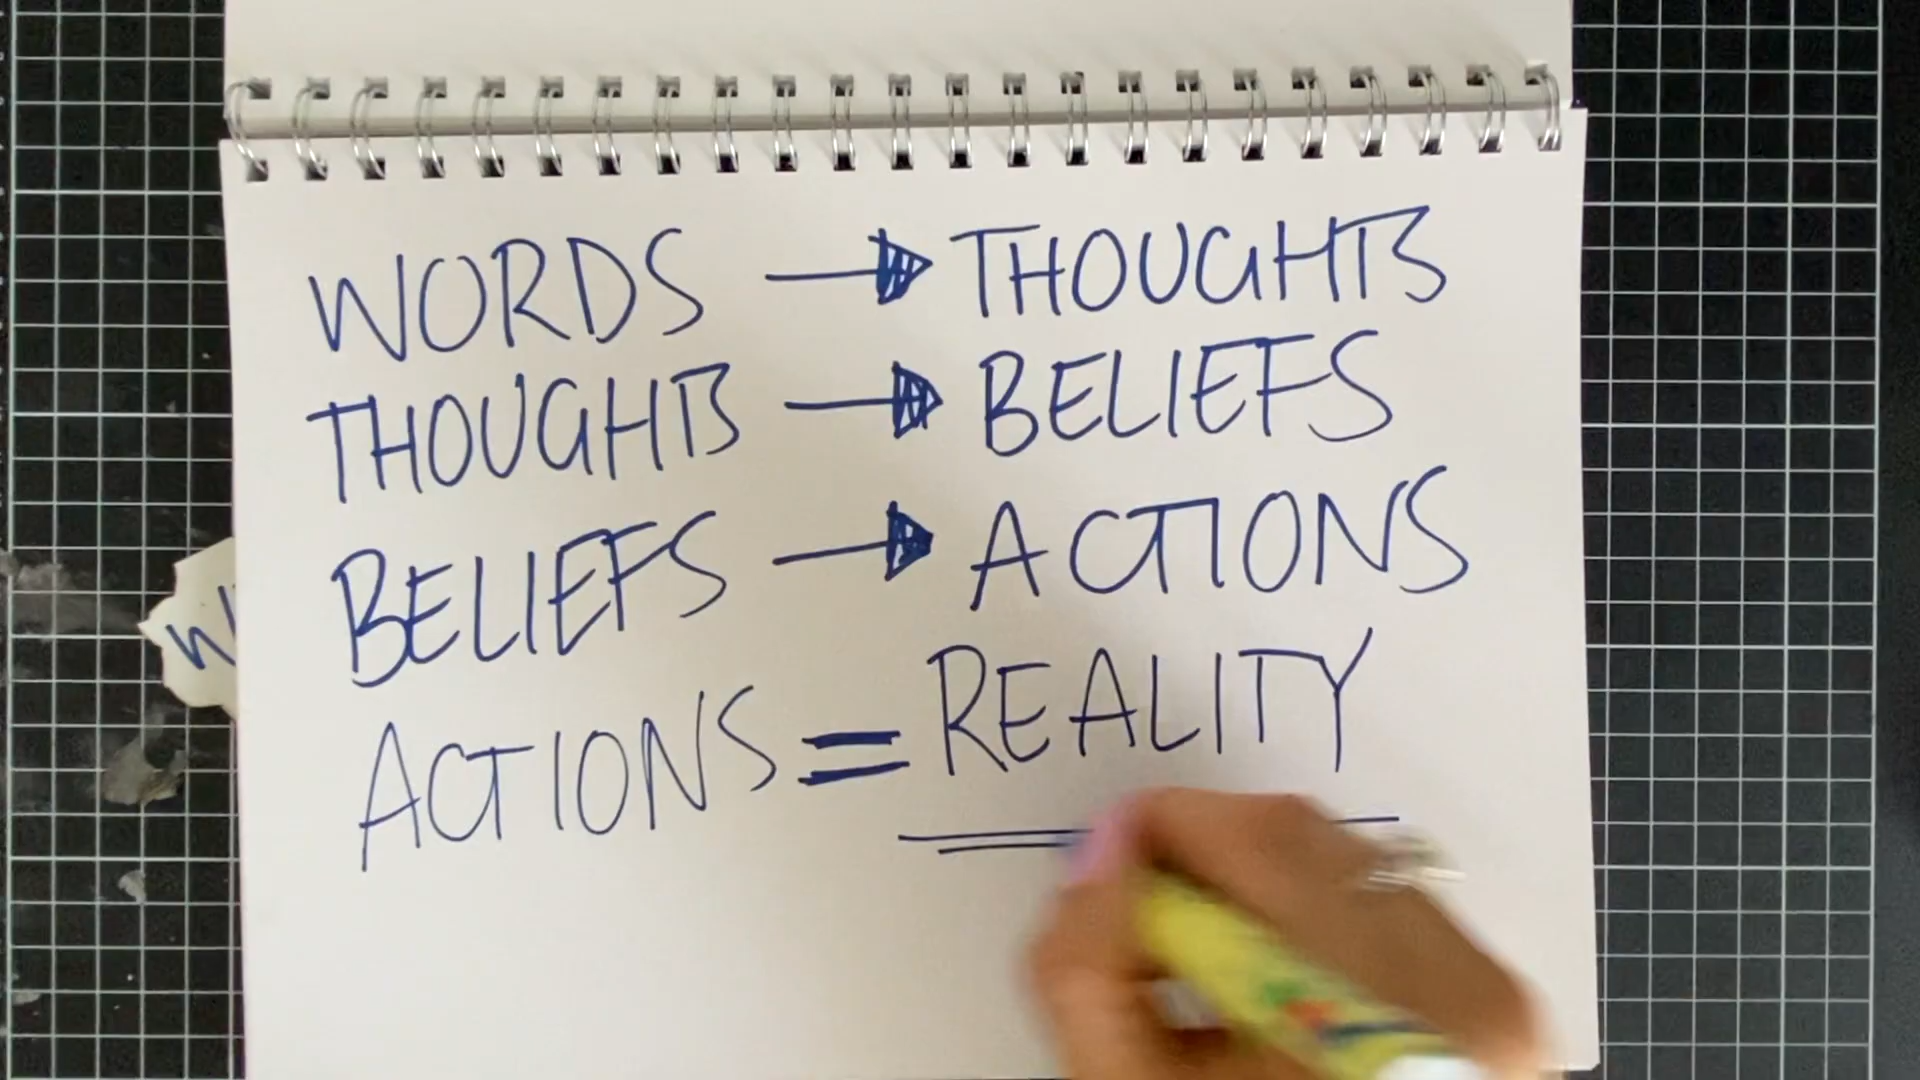 WORDS → THOUGHTS
THOUGHTS → BELIEFS
BELIEFS → ACTIONS
ACTIONS = REALITY